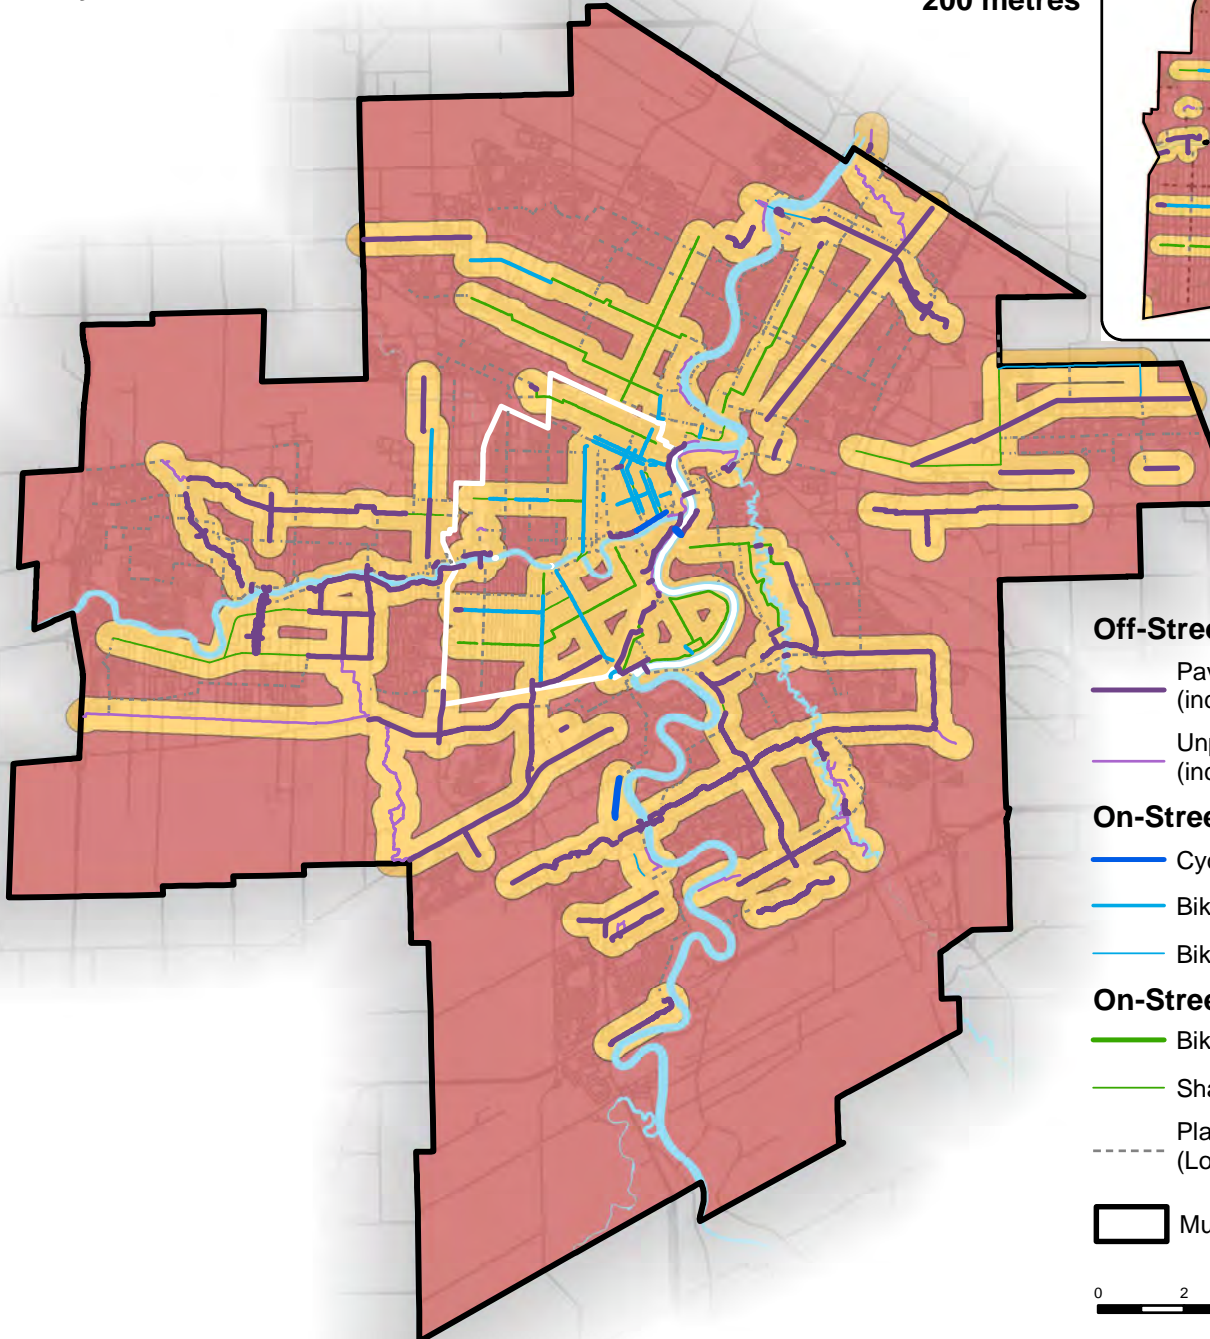 200 metres
Off-Stree
Pav
(inc
Unp
(inc
On-Stree
Cyc
Bik
Bik
On-Stree
Bik
Sha
Pla
(Lo
Mu
0 2